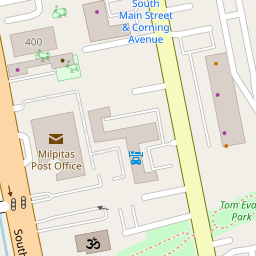 South
Main Street
& Corning
Avenue
400
Milpitas
Post Office
Tom Eva
Park
South